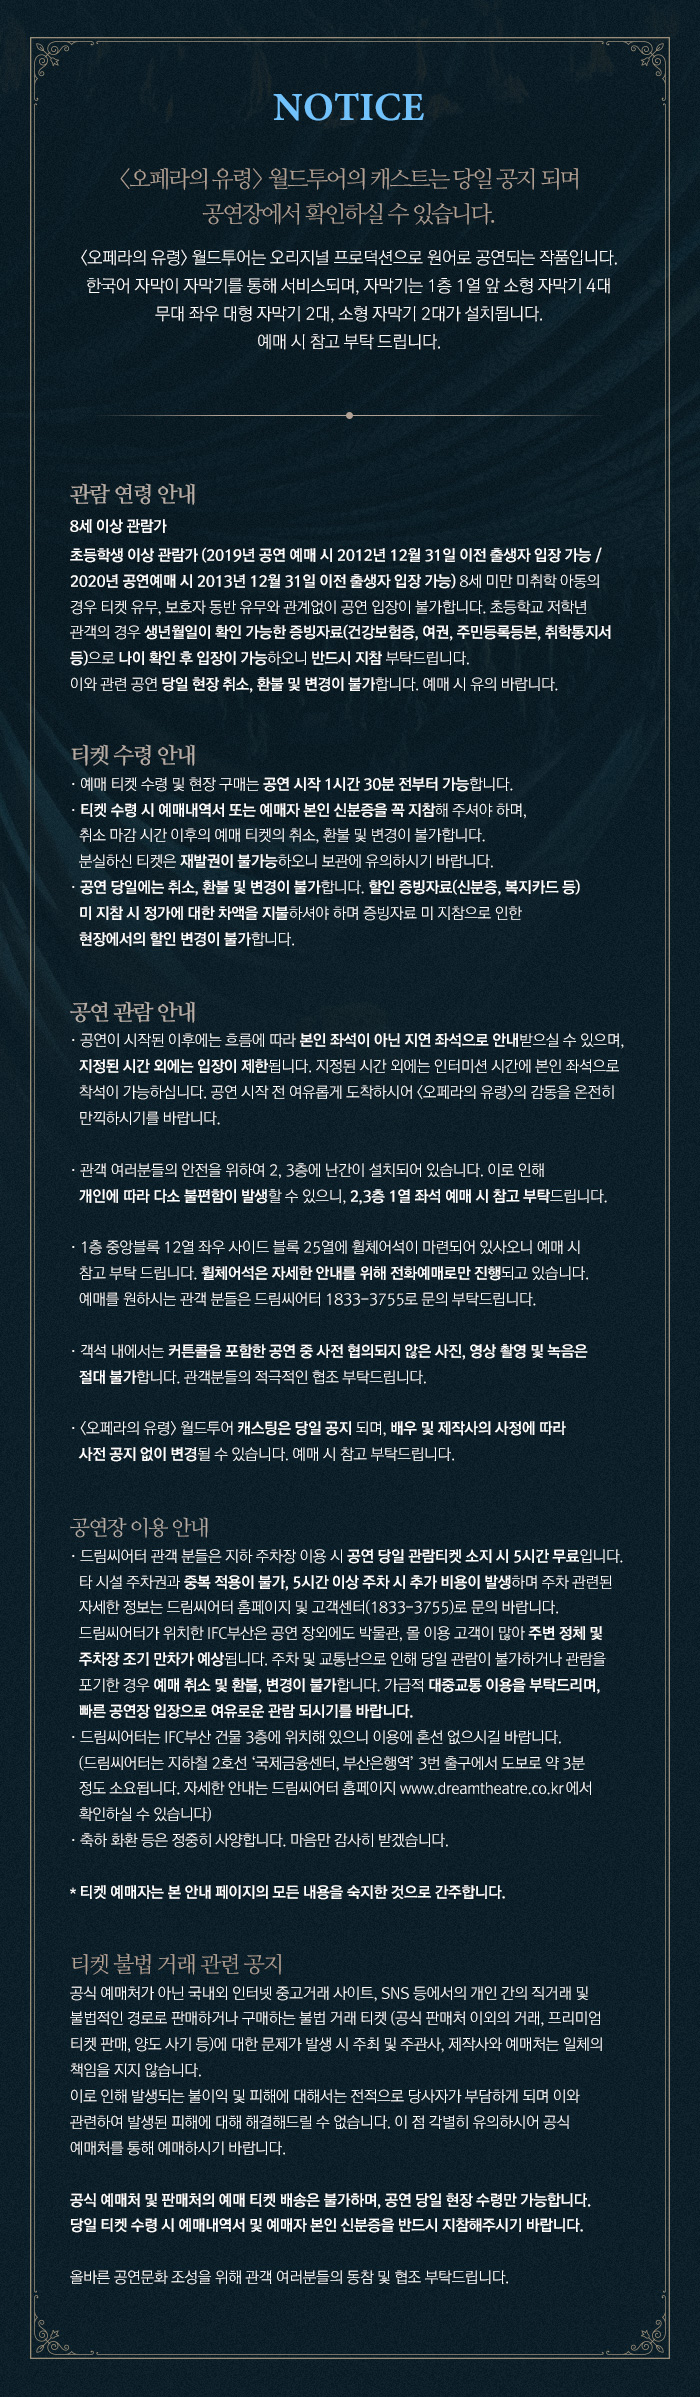 NOTICE
〈오페라의 유령〉 월드투어의 캐스트는 당일 공지 되며
공연장에서 확인하실 수 있습니다.
〈오페라의 유령〉 월드투어는 오리지널 프로덕션으로 원어로 공연되는 작품입니다.
한국어 자막이 자막기를 통해 서비스되며, 자막기는 1층 1열 앞 소형 자막기 4대
무대 좌우 대형 자막기 2대, 소형 자막기 2대가 설치됩니다.
예매 시 참고 부탁 드립니다.
관람 연령 안내
8세 이상 관람가
초등학생 이상 관람가 (2019년 공연 예매 시 2012년 12월 31일 이전 출생자 입장 가능 /
2020년 공연예매 시 2013년 12월 31일 이전 출생자 입장 가능) 8세 미만 미취학 아동의
경우 티켓 유무, 보호자 동반 유무와 관계없이 공연 입장이 불가합니다. 초등학교 저학년
관객의 경우 생년월일이 확인 가능한 증빙자료(건강보험증, 여권, 주민등록등본, 취학통지서
등)으로 나이 확인 후 입장이 가능하오니 반드시 지참 부탁드립니다.
이와 관련 공연 당일 현장 취소, 환불 및 변경이 불가합니다. 예매 시 유의 바랍니다.
티켓 수령 안내
· 예매 티켓 수령 및 현장 구매는 공연 시작 1시간 30분 전부터 가능합니다.
· 티켓 수령 시 예매내역서 또는 예매자 본인 신분증을 꼭 지참해 주셔야 하며,
취소 마감 시간 이후의 예매 티켓의 취소, 환불 및 변경이 불가합니다.
분실하신 티켓은 재발권이 불가능하오니 보관에 유의하시기 바랍니다.
· 공연 당일에는 취소, 환불 및 변경이 불가합니다. 할인 증빙자료(신분증, 복지카드 등)
미 지참 시 정가에 대한 차액을 지불하셔야 하며 증빙자료 미 지참으로 인한
현장에서의 할인 변경이 불가합니다.
공연 관람 안내
· 공연이 시작된 이후에는 흐름에 따라 본인 좌석이 아닌 지연 좌석으로 안내받으실 수 있으며,
지정된 시간 외에는 입장이 제한됩니다. 지정된 시간 외에는 인터미션 시간에 본인 좌석으로
착석이 가능하십니다. 공연 시작 전 여유롭게 도착하시어 〈오페라의 유령〉의 감동을 온전히
만끽하시기를 바랍니다.
· 관객 여러분들의 안전을 위하여 2, 3층에 난간이 설치되어 있습니다. 이로 인해
개인에 따라 다소 불편함이 발생할 수 있으니, 2,3층 1열 좌석 예매 시 참고 부탁드립니다.
· 1층 중앙블록 12열 좌우 사이드 블록 25열에 휠체어석이 마련되어 있사오니 예매 시
참고 부탁 드립니다. 휠체어석은 자세한 안내를 위해 전화예매로만 진행되고 있습니다.
예매를 원하시는 관객 분들은 드림씨어터 1833-3755로 문의 부탁드립니다.
· 객석 내에서는 커튼콜을 포함한 공연 중 사전 협의되지 않은 사진, 영상 촬영 및 녹음은
절대 불가합니다. 관객분들의 적극적인 협조 부탁드립니다.
· 〈오페라의 유령〉 월드투어 캐스팅은 당일 공지 되며, 배우 및 제작사의 사정에 따라
사전 공지 없이 변경될 수 있습니다. 예매 시 참고 부탁드립니다.
공연장 이용 안내
· 드림씨어터 관객 분들은 지하 주차장 이용 시 공연 당일 관람티켓 소지 시 5시간 무료입니다.
타 시설 주차권과 중복 적용이 불가, 5시간 이상 주차 시 추가 비용이 발생하며 주차 관련된
자세한 정보는 드림씨어터 홈페이지 및 고객센터(1833-3755)로 문의 바랍니다.
드림씨어터가 위치한 IFC부산은 공연 장외에도 박물관, 몰 이용 고객이 많아 주변 정체 및
주차장 조기 만차가 예상됩니다. 주차 및 교통난으로 인해 당일 관람이 불가하거나 관람을
포기한 경우 예매 취소 및 환불, 변경이 불가합니다. 가급적 대중교통 이용을 부탁드리며,
빠른 공연장 입장으로 여유로운 관람 되시기를 바랍니다.
· 드림씨어터는 IFC부산 건물 3층에 위치해 있으니 이용에 혼선 없으시길 바랍니다.
(드림씨어터는 지하철 2호선 ‘국제금융센터, 부산은행역’ 3번 출구에서 도보로 약 3분
정도 소요됩니다. 자세한 안내는 드림씨어터 홈페이지 www.dreamtheatre.co.kr에서
확인하실 수 있습니다)
· 축하 화환 등은 정중히 사양합니다. 마음만 감사히 받겠습니다.
* 티켓 예매자는 본 안내 페이지의 모든 내용을 숙지한 것으로 간주합니다.
티켓 불법 거래 관련 공지
공식 예매처가 아닌 국내외 인터넷 중고거래 사이트, SNS 등에서의 개인 간의 직거래 및
불법적인 경로로 판매하거나 구매하는 불법 거래 티켓 (공식 판매처 이외의 거래, 프리미엄
티켓 판매, 양도 사기 등)에 대한 문제가 발생 시 주최 및 주관사, 제작사와 예매처는 일체의
책임을 지지 않습니다.
이로 인해 발생되는 불이익 및 피해에 대해서는 전적으로 당사자가 부담하게 되며 이와
관련하여 발생된 피해에 대해 해결해드릴 수 없습니다. 이 점 각별히 유의하시어 공식
예매처를 통해 예매하시기 바랍니다.
공식 예매처 및 판매처의 예매 티켓 배송은 불가하며, 공연 당일 현장 수령만 가능합니다.
당일 티켓 수령 시 예매내역서 및 예매자 본인 신분증을 반드시 지참해주시기 바랍니다.
올바른 공연문화 조성을 위해 관객 여러분들의 동참 및 협조 부탁드립니다.